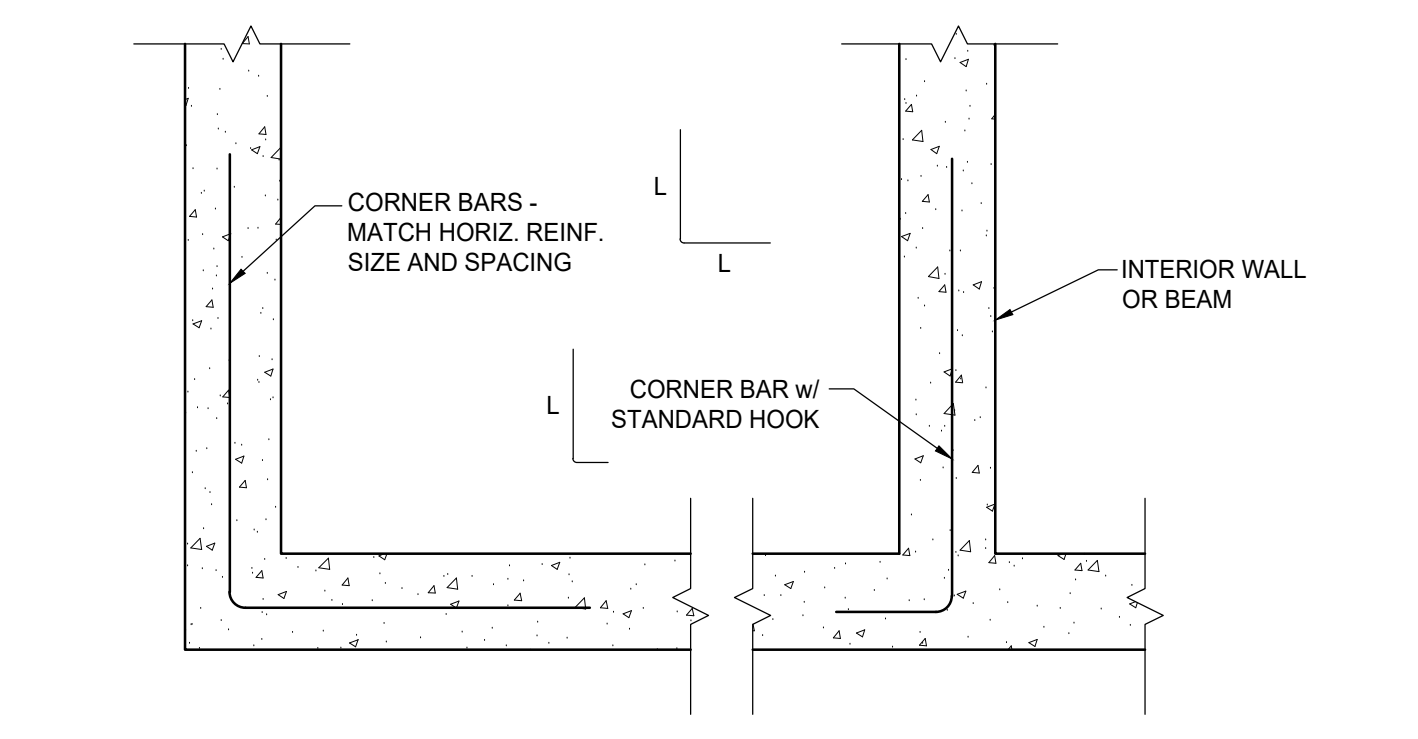 CORNER BARS -
MATCH HORIZ. REINF.
SIZE AND SPACING
L
L
INTERIOR WALL
OR BEAM
L
CORNER BAR w/
STANDARD HOOK